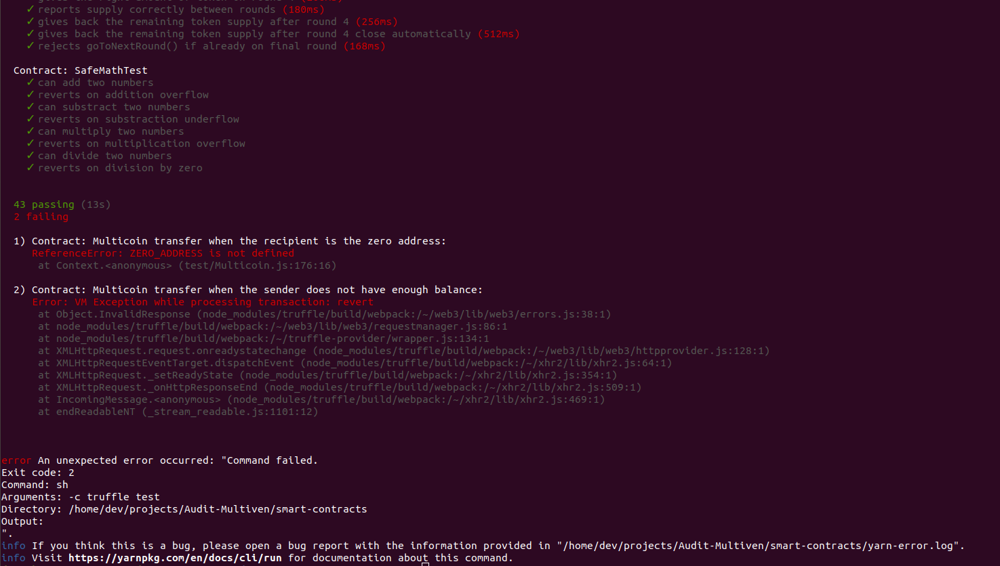 ✓ reports supply correctly between rounds (180ms)
✓ gives back the remaining token supply after round 4 (256ms)
✓ gives back the remaining token supply after round 4 close automatically (512ms)
✓ rejects goToNextRound() if already on final round (168ms)
Contract: SafeMathTest
✓ can add two numbers
✓ reverts on addition overflow
✓ can substract two numbers
✓ reverts on substraction underflow
✓ can multiply two numbers
✓ reverts on multiplication overflow
✓ can divide two numbers
✓ reverts on division by zero
43 passing (13s)
2 failing
1) Contract: Multicoin transfer when the recipient is the zero address:
ReferenceError: ZERO_ADDRESS is not defined
at Context.<anonymous> (test/Multicoin.js:176:16)
2) Contract: Multicoin transfer when the sender does not have enough balance:
Error: VM Exception while processing transaction: revert
at Object.InvalidResponse (node_modules/truffle/build/webpack:/~/web3/lib/web3/errors.js:38:1)
at node_modules/truffle/build/webpack:/~/web3/lib/web3/requestmanager.js:86:1
at node_modules/truffle/build/webpack:/~/truffle-provider/wrapper.js:134:1
at XMLHttpRequest.request.onreadystatechange (node_modules/truffle/build/webpack:/~/web3/lib/web3/httpprovider.js:128:1)
at XMLHttpRequestEventTarget.dispatchEvent (node_modules/truffle/build/webpack:/~/xhr2/lib/xhr2.js:64:1)
at XMLHttpRequest._setReadyState (node_modules/truffle/build/webpack:/~/xhr2/lib/xhr2.js:354:1)
at XMLHttpRequest._onHttpResponseEnd (node_modules/truffle/build/webpack:/~/xhr2/lib/xhr2.js:509:1)
at IncomingMessage.<anonymous> (node_modules/truffle/build/webpack:/~/xhr2/lib/xhr2.js:469:1)
at endReadableNT (_stream_readable.js:1101:12)
error An unexpected error occurred: "Command failed.
Exit code: 2
Command: sh
Arguments: -c truffle test
Directory: /home/dev/projects/Audit-Multiven/smart-contracts
Output:
".
info If you think this is a bug, please open a bug report with the information provided in "/home/dev/projects/Audit-Multiven/smart-contracts/yarn-error.log".
info Visit https://yarnpkg.com/en/docs/cli/run for documentation about this command.